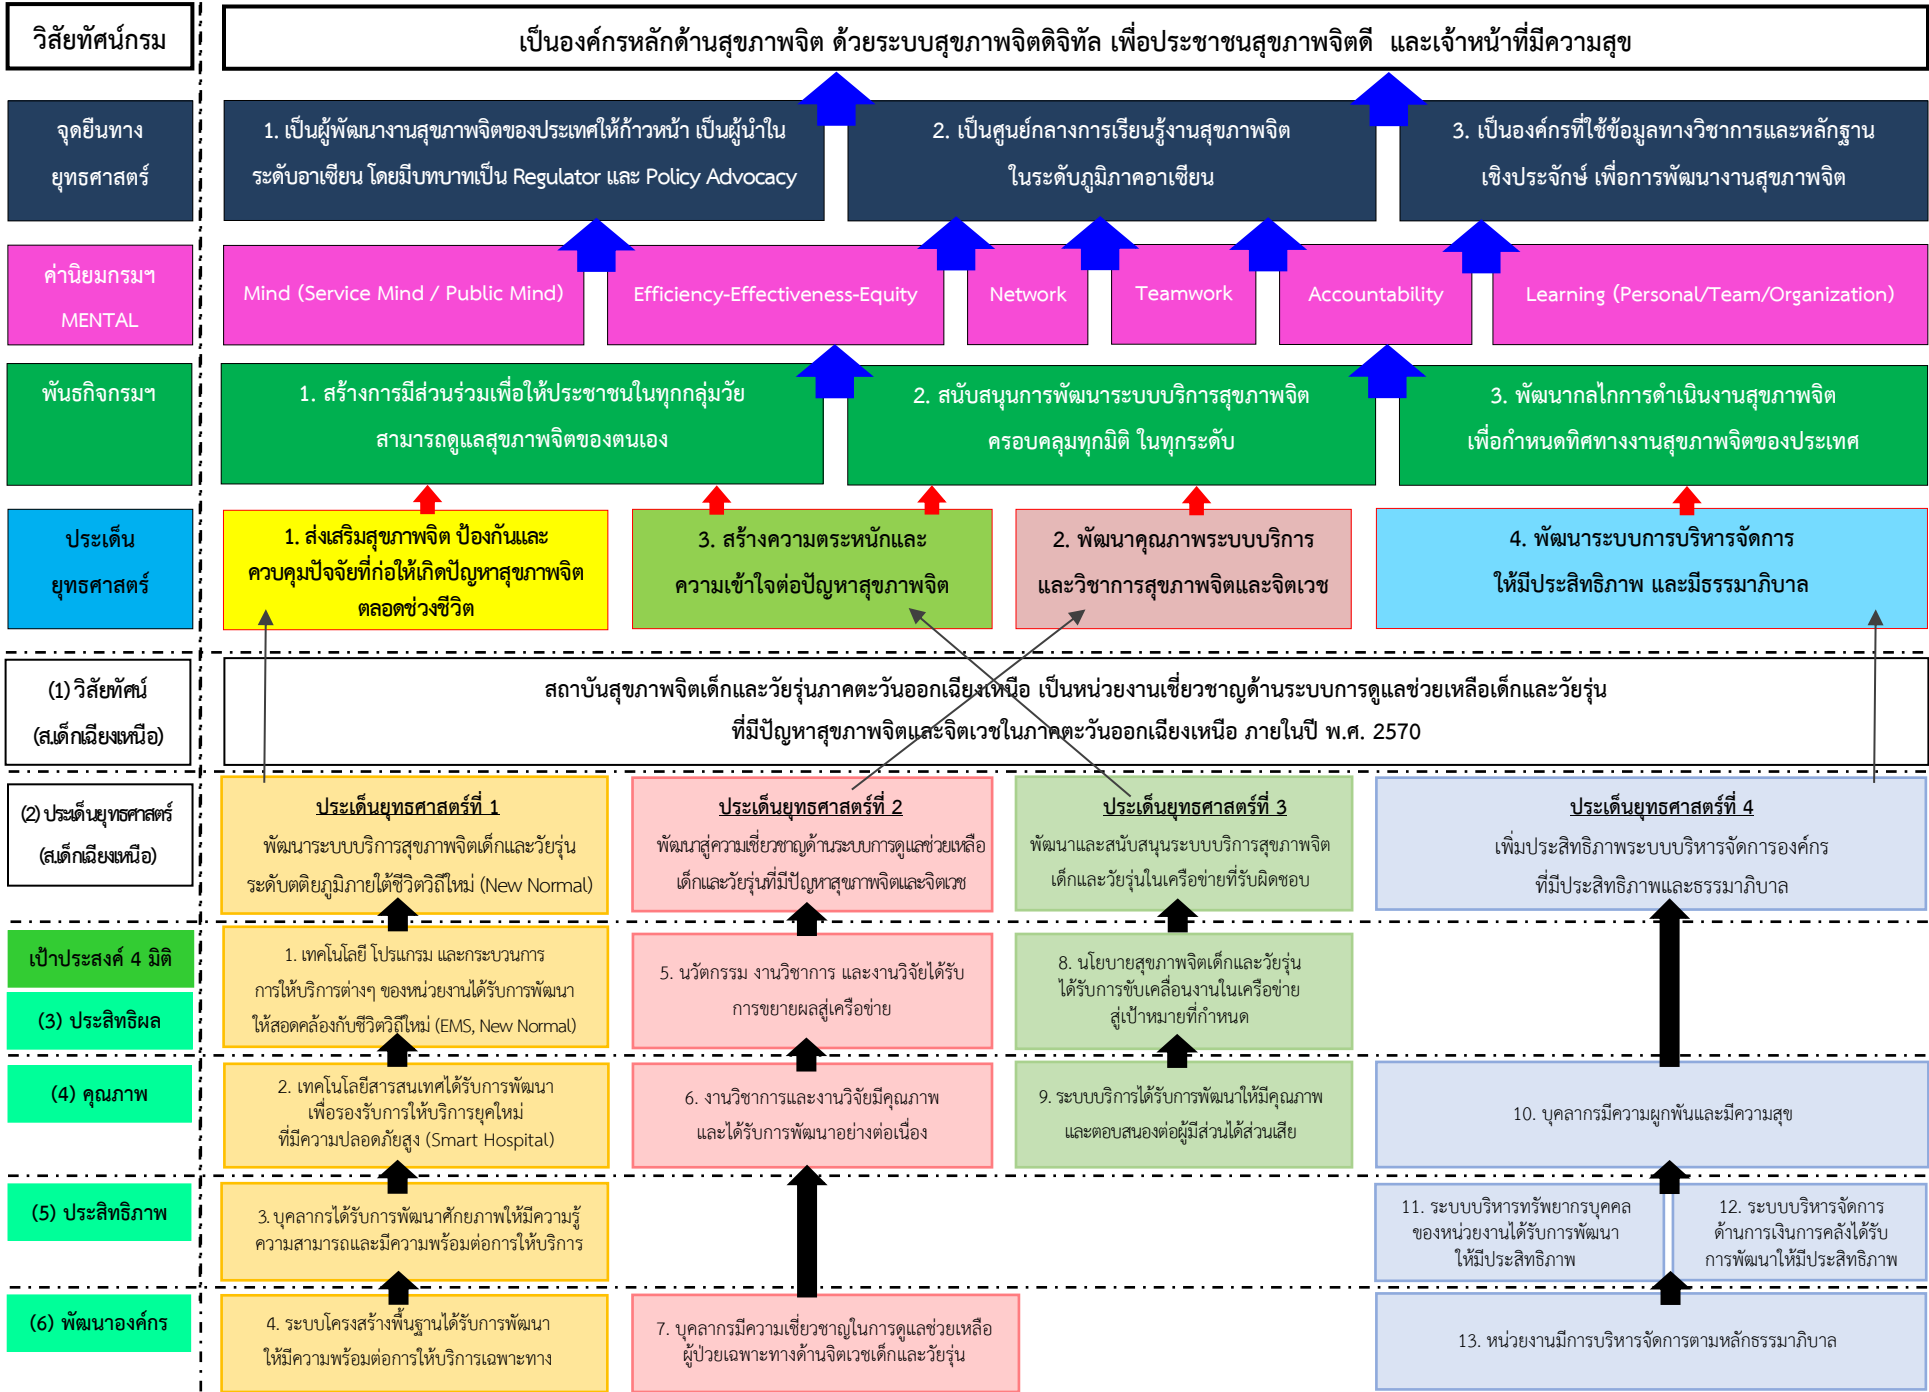 วิสัยทัศน์กรม
เป็นองค์กรหลักด้านสุขภาพจิต ด้วยระบบสุขภาพจิตดิจิทัล เพื่อประชาชนสุขภาพจิตดี และเจ้าหน้าที่มีความสุข
จุดยืนทาง
ยุทธศาสตร์
1. เป็นผู้พัฒนางานสุขภาพจิตของประเทศให้ก้าวหน้า เป็นผู้นำใน
ระดับอาเซียน โดยมีบทบาทเป็น Regulator และ Policy Advocacy
2. เป็นศูนย์กลางการเรียนรู้งานสุขภาพจิต
ในระดับภูมิภาคอาเซียน
3. เป็นองค์กรที่ใช้ข้อมูลทางวิชาการและหลักฐาน
เชิงประจักษ์ เพื่อการพัฒนางานสุขภาพจิต
ค่านิยมกรมฯ
MENTAL
Mind (Service Mind / Public Mind)
Efficiency-Effectiveness-Equity
Network
Teamwork
Accountability
Learning (Personal/Team/Organization)
พันธกิจกรมฯ
1. สร้างการมีส่วนร่วมเพื่อให้ประชาชนในทุกกลุ่มวัย
สามารถดูแลสุขภาพจิตของตนเอง
2. สนับสนุนการพัฒนาระบบบริการสุขภาพจิต
ครอบคลุมทุกมิติ ในทุกระดับ
3. พัฒนากลไกการดำเนินงานสุขภาพจิต
เพื่อกำหนดทิศทางงานสุขภาพจิตของประเทศ
ประเด็น
ยุทธศาสตร์
1. ส่งเสริมสุขภาพจิต ป้องกันและ
ควบคุมปัจจัยที่ก่อให้เกิดปัญหาสุขภาพจิต
ตลอดช่วงชีวิต
3. สร้างความตระหนักและ
ความเข้าใจต่อปัญหาสุขภาพจิต
2. พัฒนาคุณภาพระบบบริการ
และวิชาการสุขภาพจิตและจิตเวช
4. พัฒนาระบบการบริหารจัดการ
ให้มีประสิทธิภาพ และมีธรรมาภิบาล
(1) วิสัยทัศน์
(ส.เด็กเฉียงเหนือ)
สถาบันสุขภาพจิตเด็กและวัยรุ่นภาคตะวันออกเฉียงเหนือ เป็นหน่วยงานเชี่ยวชาญด้านระบบการดูแลช่วยเหลือเด็กและวัยรุ่น
ที่มีปัญหาสุขภาพจิตและจิตเวชในภาคตะวันออกเฉียงเหนือ ภายในปี พ.ศ. 2570
(2) ประเด็นยุทธศาสตร์
(ส.เด็กเฉียงเหนือ)
ประเด็นยุทธศาสตร์ที่ 1
พัฒนาระบบบริการสุขภาพจิตเด็กและวัยรุ่น
ระดับตติยภูมิภายใต้ชีวิตวิถีใหม่ (New Normal)
ประเด็นยุทธศาสตร์ที่ 2
พัฒนาสู่ความเชี่ยวชาญด้านระบบการดูแลช่วยเหลือ
เด็กและวัยรุ่นที่มีปัญหาสุขภาพจิตและจิตเวช
ประเด็นยุทธศาสตร์ที่ 3
พัฒนาและสนับสนุนระบบบริการสุขภาพจิต
เด็กและวัยรุ่นในเครือข่ายที่รับผิดชอบ
ประเด็นยุทธศาสตร์ที่ 4
เพิ่มประสิทธิภาพระบบบริหารจัดการองค์กร
ที่มีประสิทธิภาพและธรรมาภิบาล
เป้าประสงค์ 4 มิติ
(3) ประสิทธิผล
1. เทคโนโลยี โปรแกรม และกระบวนการ
การให้บริการต่างๆ ของหน่วยงานได้รับการพัฒนา
ให้สอดคล้องกับชีวิตวิถีใหม่ (EMS, New Normal)
5. นวัตกรรม งานวิชาการ และงานวิจัยได้รับ
การขยายผลสู่เครือข่าย
8. นโยบายสุขภาพจิตเด็กและวัยรุ่น
ได้รับการขับเคลื่อนงานในเครือข่าย
สู่เป้าหมายที่กำหนด
(4) คุณภาพ
2. เทคโนโลยีสารสนเทศได้รับการพัฒนา
เพื่อรองรับการให้บริการยุคใหม่
ที่มีความปลอดภัยสูง (Smart Hospital)
6. งานวิชาการและงานวิจัยมีคุณภาพ
และได้รับการพัฒนาอย่างต่อเนื่อง
9. ระบบบริการได้รับการพัฒนาให้มีคุณภาพ
และตอบสนองต่อผู้มีส่วนได้ส่วนเสีย
10. บุคลากรมีความผูกพันและมีความสุข
(5) ประสิทธิภาพ
3. บุคลากรได้รับการพัฒนาศักยภาพให้มีความรู้
ความสามารถและมีความพร้อมต่อการให้บริการ
11. ระบบบริหารทรัพยากรบุคคล
ของหน่วยงานได้รับการพัฒนา
ให้มีประสิทธิภาพ
12. ระบบบริหารจัดการ
ด้านการเงินการคลังได้รับ
การพัฒนาให้มีประสิทธิภาพ
(6) พัฒนาองค์กร
4. ระบบโครงสร้างพื้นฐานได้รับการพัฒนา
ให้มีความพร้อมต่อการให้บริการเฉพาะทาง
7. บุคลากรมีความเชี่ยวชาญในการดูแลช่วยเหลือ
ผู้ป่วยเฉพาะทางด้านจิตเวชเด็กและวัยรุ่น
13. หน่วยงานมีการบริหารจัดการตามหลักธรรมาภิบาล